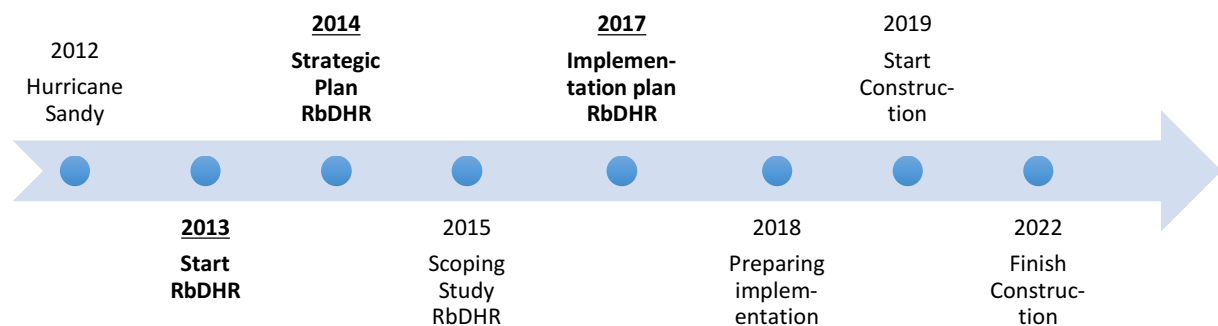 2012
Hurricane
Sandy
2013
Start
RbDHR
2014
Strategic
Plan
RbDHR
2015
Scoping
Study
RbDHR
2017
Implemen-
tation plan
RbDHR
2018
Preparing
implem-
entation
2019
Start
Construc-
tion
2022
Finish
Construc-
tion